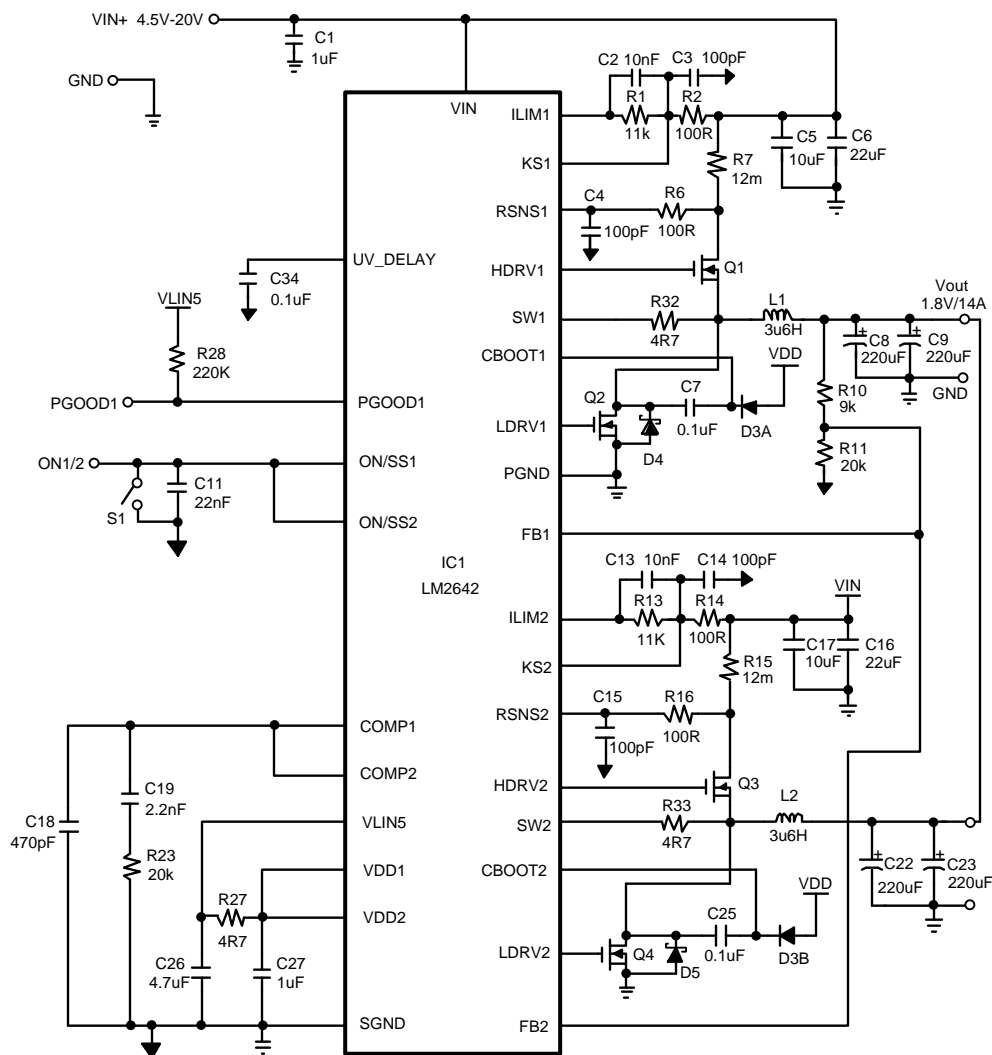 VIN+ 4.5V-20V
C1
1uF
GND
VIN
ILIM1
C2 10nF
C3 100pF
R1
11k
R2
100R
C5
10uF
C6
22uF
KS1
R7
12m
RSNS1
C4
100pF
R6
100R
UV_DELAY
C34
0.1uF
HDRV1
Q1
VLIN5
R28
220K
SW1
R32
4R7
L1
3u6H
Vout
1.8V/14A
C8
220uF
C9
220uF
GND
CBOOT1
VDD
PGOOD1
PGOOD1
Q2
C7
0.1uF
D3A
R10
9k
LDRV1
D4
R11
20k
ON1/2
ON/SS1
PGND
S1
C11
22nF
ON/SS2
FB1
IC1
LM2642
C13 10nF
C14 100pF
VIN
ILIM2
R13
11K
R14
100R
C17
10uF
C16
22uF
KS2
R15
12m
RSNS2
C15
100pF
R16
100R
COMP1
COMP2
HDRV2
Q3
C18
470pF
C19
2.2nF
VLIN5
SW2
R33
4R7
L2
3u6H
R23
20k
VDD1
CBOOT2
VDD
C22
220uF
C23
220uF
R27
4R7
VDD2
C25
0.1uF
D3B
LDRV2
Q4
D5
C26
4.7uF
C27
1uF
SGND
FB2